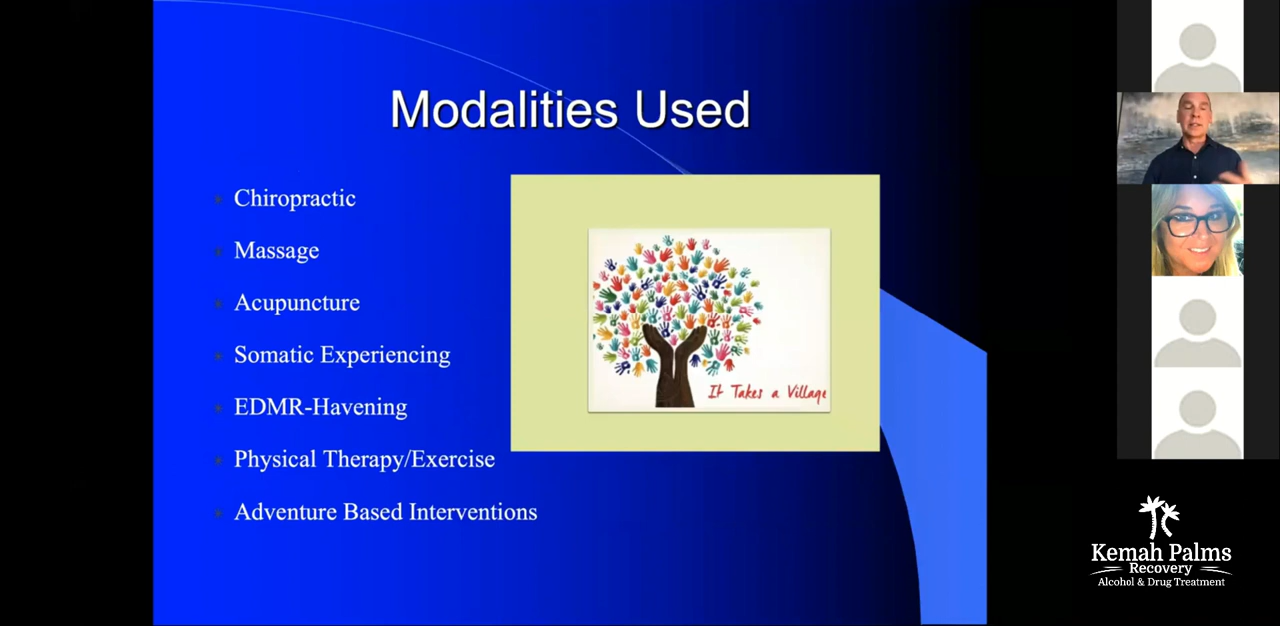 Modalities Used
Chiropractic
Massage
Acupuncture
Somatic Experiencing
EDMR-Havening
Physical Therapy/Exercise
Adventure Based Interventions
It Takes a Village
Kemah Palms
Recovery
Alcohol & Drug Treatment